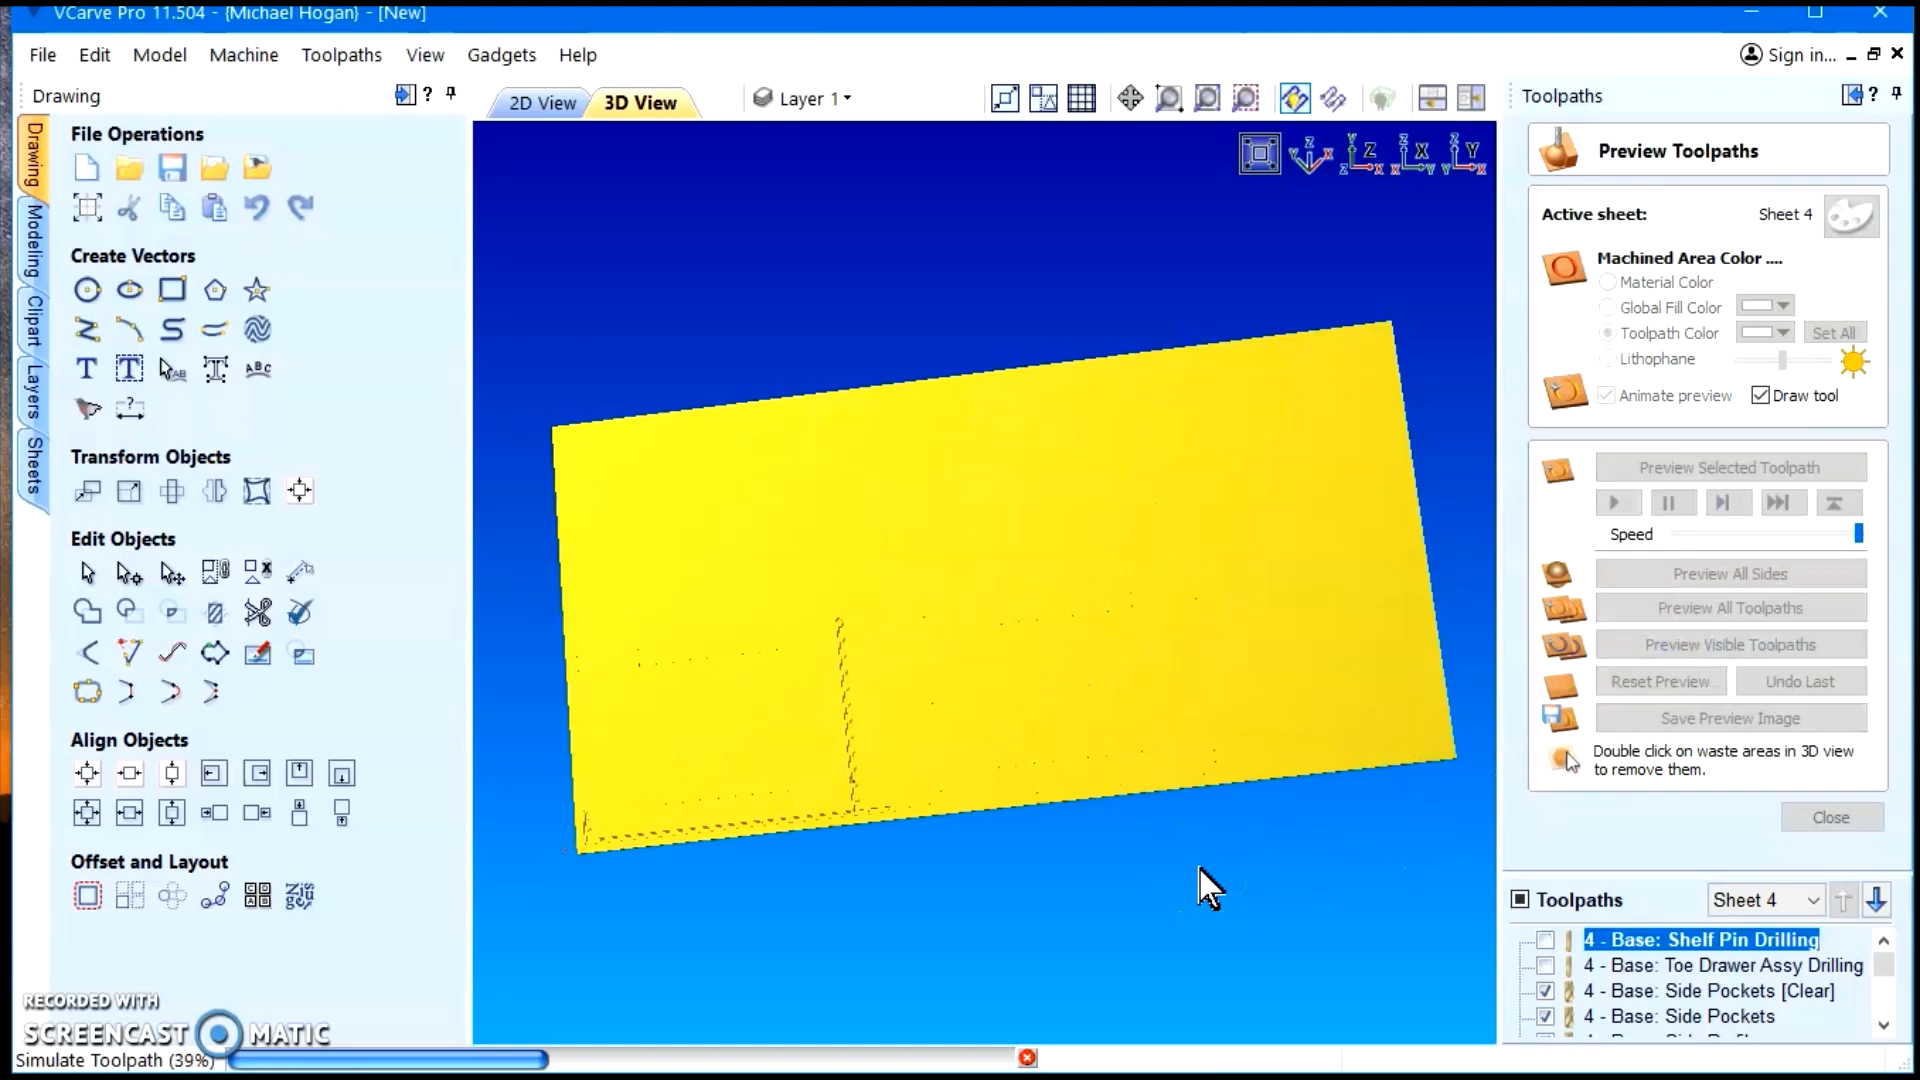 VCarve Pro 11.504 - {Michael Hogan} - [New]
File Edit Model Machine Toolpaths View Gadgets Help
Sign in...
Drawing
?
2D View
3D View
Layer 1
Toolpaths
?
Drawing
Modeling
Clipart
Layers
Sheets
File Operations
Create Vectors
Transform Objects
Edit Objects
Align Objects
Offset and Layout
Preview Toolpaths
Active sheet: Sheet 4
Machined Area Color ....
Material Color
Global Fill Color
Toolpath Color
Set All
Lithophane
Animate preview
Draw tool
Preview Selected Toolpath
Speed
Preview All Sides
Preview All Toolpaths
Preview Visible Toolpaths
Reset Preview
Undo Last
Save Preview Image
Double click on waste areas in 3D view
to remove them.
Close
Toolpaths
Sheet 4
4 - Base: Shelf Pin Drilling
4 - Base: Toe Drawer Assy Drilling
4 - Base: Side Pockets [Clear]
4 - Base: Side Pockets
RECORDED WITH
SCREENCAST MATIC
Simulate Toolpath (39%)